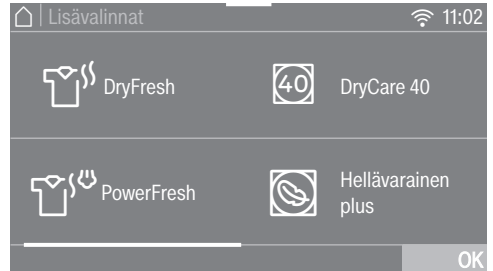 Lisävalinnat
11:02
DryFresh
40
DryCare 40
PowerFresh
Hellävarainen
plus
OK